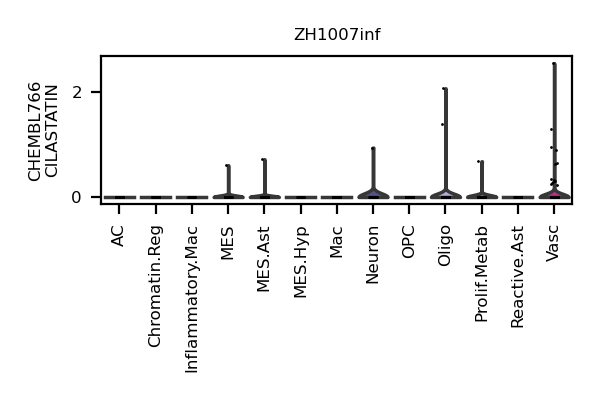 ZH1007inf
CHEMBL766
CILASTATIN
2
0
AC
Chromatin.Reg
Inflammatory.Mac
MES
MES.Ast
MES.Hyp
Mac
Neuron
OPC
Oligo
Prolif.Metab
Reactive.Ast
Vasc